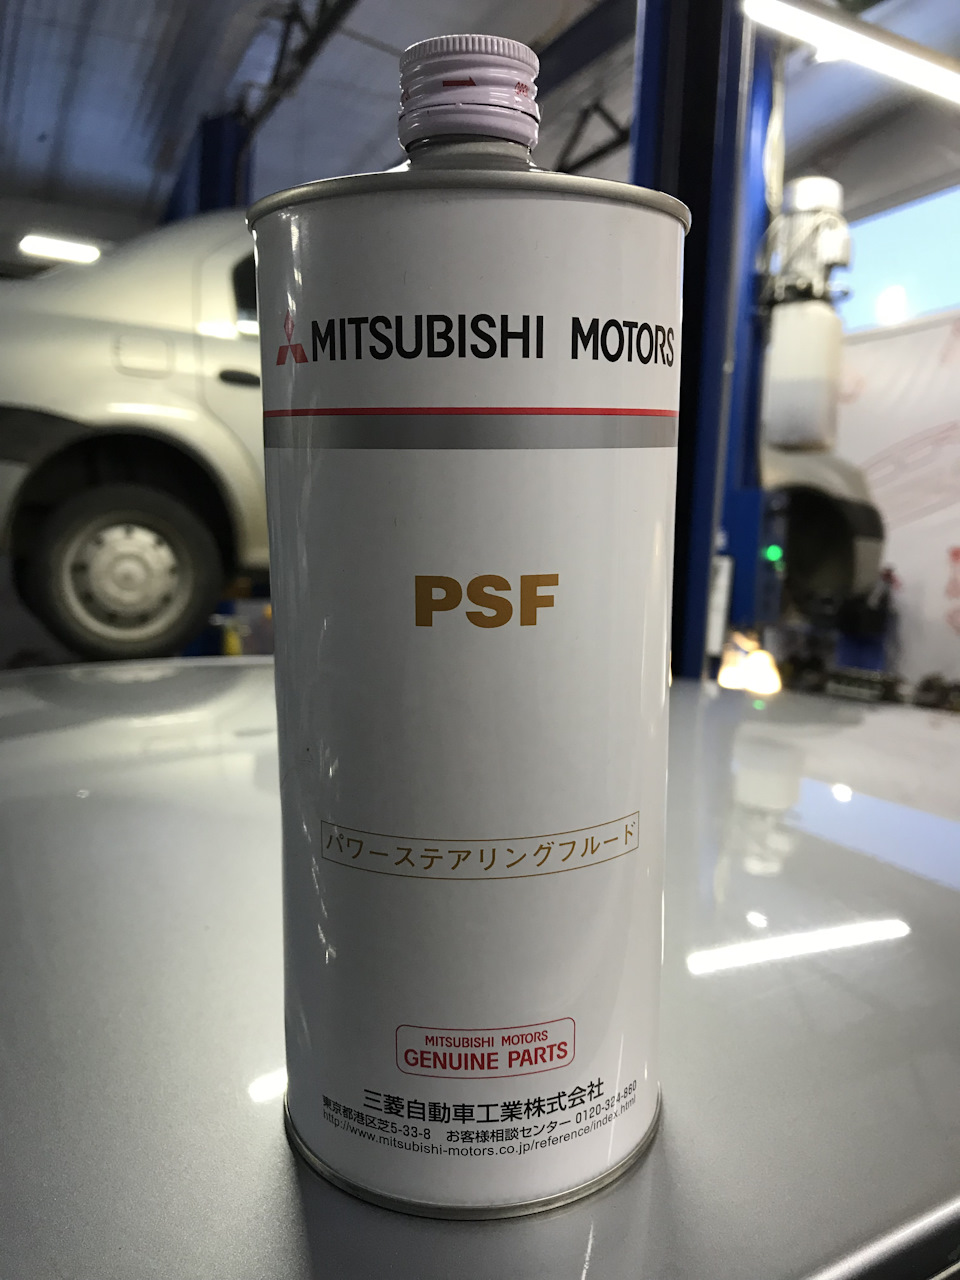 MITSUBISHI MOTORS
PSF
パワーステアリングフルード
MITSUBISHI MOTORS
GENUINE PARTS
三菱自動車工業株式会社
東京都港区芝5-33-8 お客様相談センター 0120-324-860
http://www.mitsubishi-motors.co.jp/reference/index.html